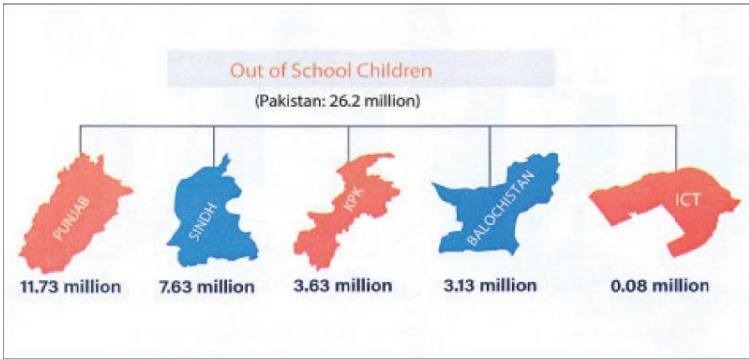 Out of School Children
(Pakistan: 26.2 million)
PUNJAB
SINDH
KPK
BALOCHISTAN
ICT
11.73 million
7.63 million
3.63 million
3.13 million
0.08 million